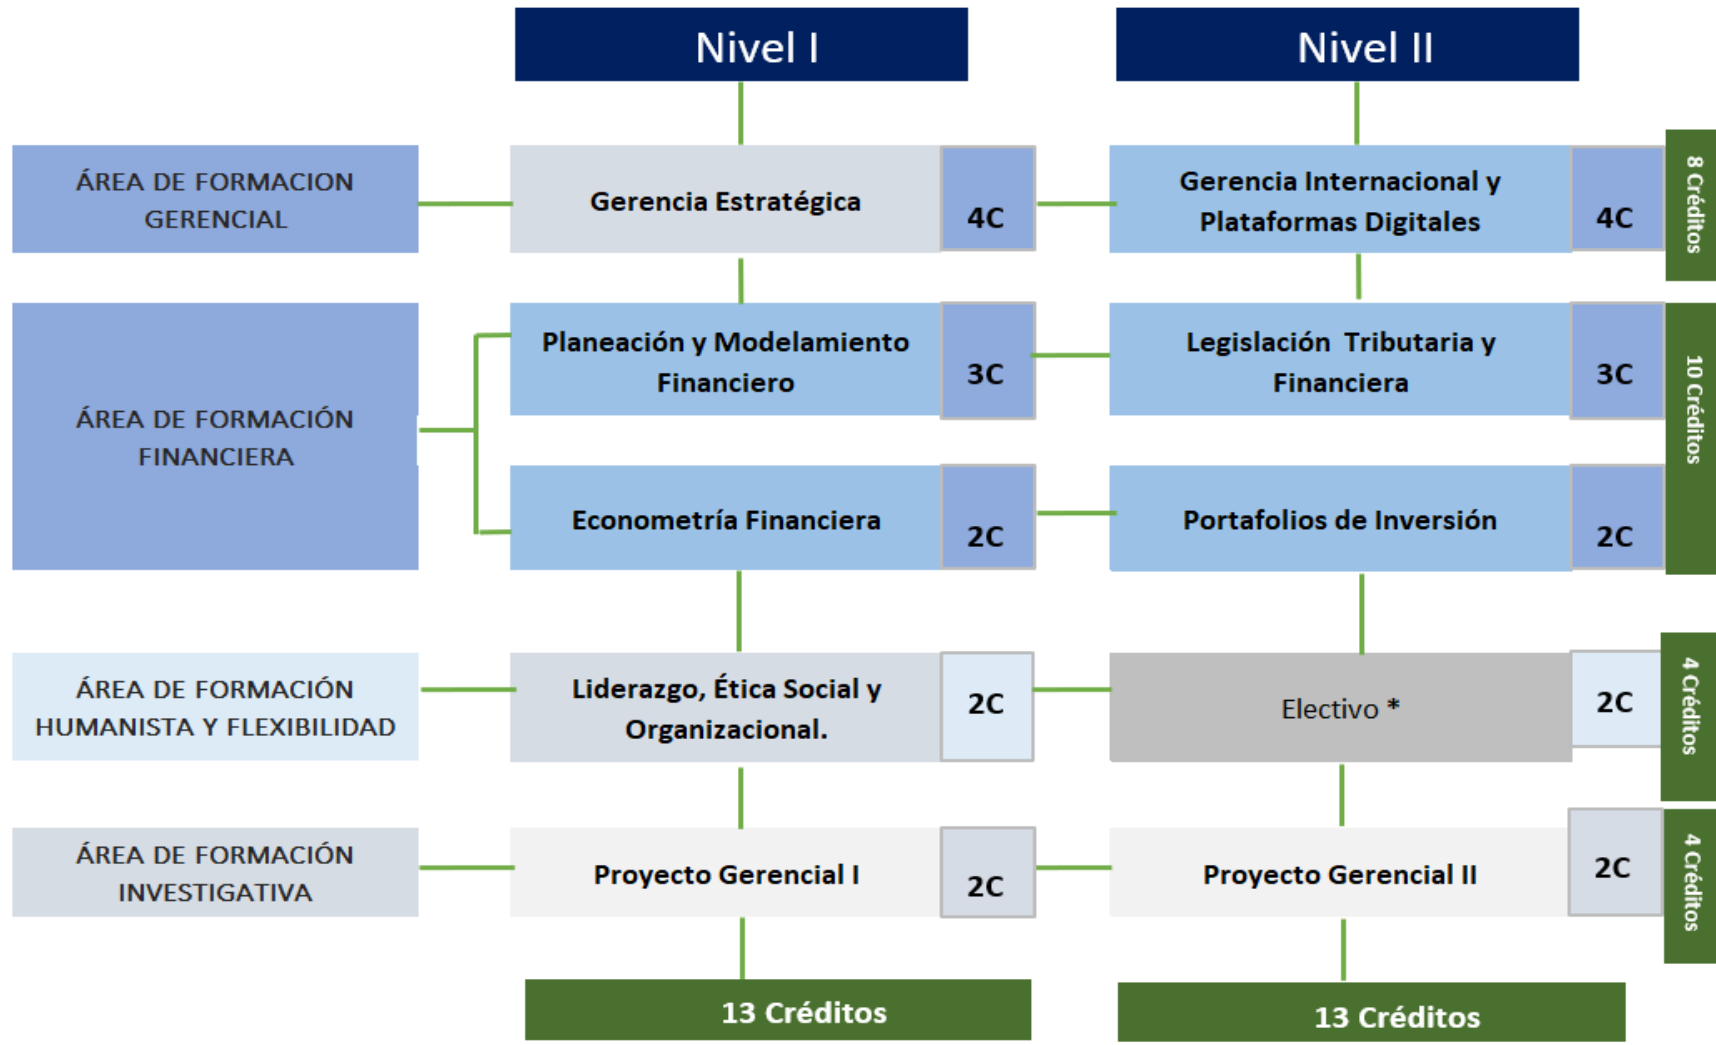 Nivel I
Nivel II
ÁREA DE FORMACION
GERENCIAL
Gerencia Estratégica
4C
Gerencia Internacional y
Plataformas Digitales
4C
8 Créditos
ÁREA DE FORMACIÓN
FINANCIERA
Planeación y Modelamiento
Financiero
3C
Legislación Tributaria y
Financiera
3C
10 Créditos
Econometría Financiera
2C
Portafolios de Inversión
2C
ÁREA DE FORMACIÓN
HUMANISTA Y FLEXIBILIDAD
Liderazgo, Ética Social y
Organizacional.
2C
Electivo *
2C
4 Créditos
ÁREA DE FORMACIÓN
INVESTIGATIVA
Proyecto Gerencial I
2C
Proyecto Gerencial II
2C
4 Créditos
13 Créditos
13 Créditos